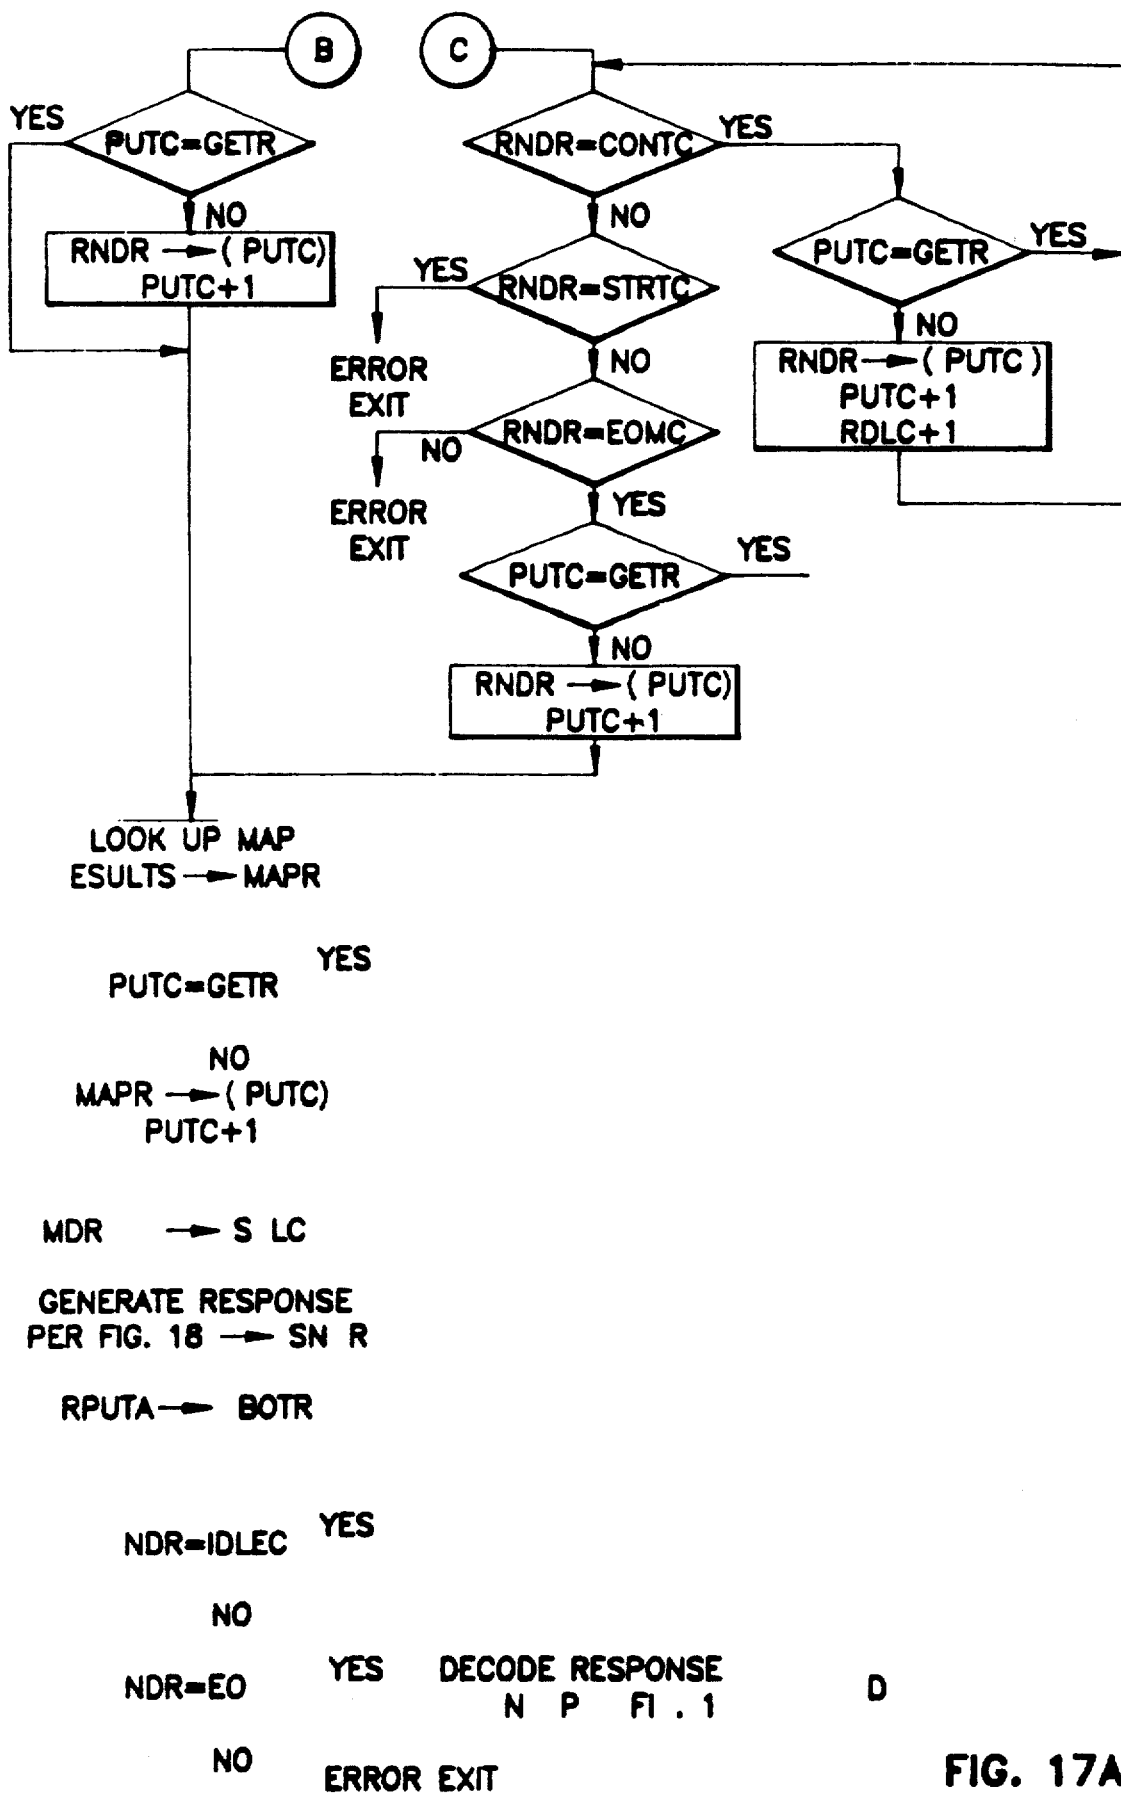 B
C
YES
PUTC=GETR
NO
RNDR → ( PUTC)
PUTC+1
RNDR=CONTC
YES
NO
PUTC=GETR
YES
NO
RNDR → ( PUTC )
PUTC+1
RDLC+1
YES
RNDR=STRTC
ERROR
EXIT
NO
RNDR=EOMC
NO
ERROR
EXIT
YES
PUTC=GETR
YES
NO
RNDR → ( PUTC)
PUTC+1
LOOK UP MAP
ESULTS → MAPR
YES
PUTC=GETR
NO
MAPR → ( PUTC)
PUTC+1
MDR → S LC
GENERATE RESPONSE
PER FIG. 18 → SN R
RPUTA → BOTR
YES
NDR=IDLEC
NO
YES DECODE RESPONSE
NDR=EO
N P FI . 1
D
NO
ERROR EXIT
FIG. 17A